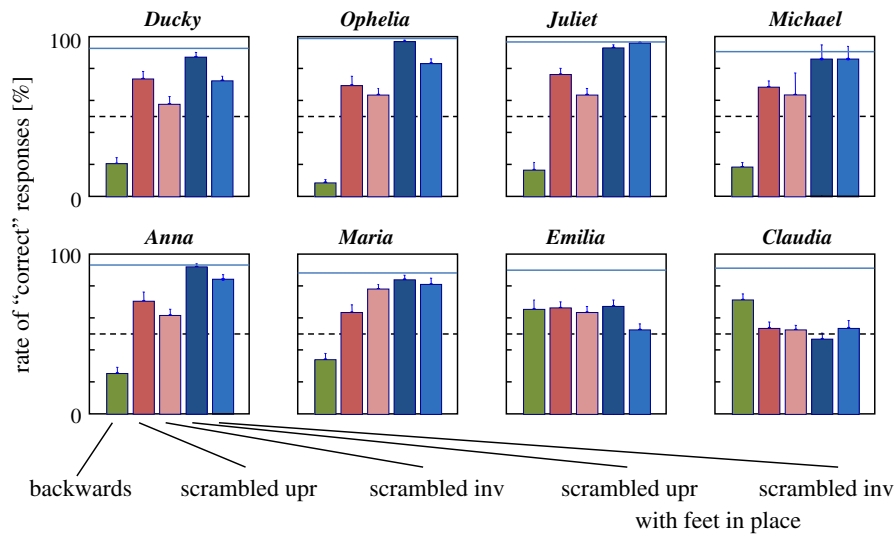 Ducky Ophelia Juliet Michael
100
0
Anna Maria Emilia Claudia
100
0
rate of “correct” responses [%]
backwards scrambled upr scrambled inv scrambled upr scrambled inv
with feet in place